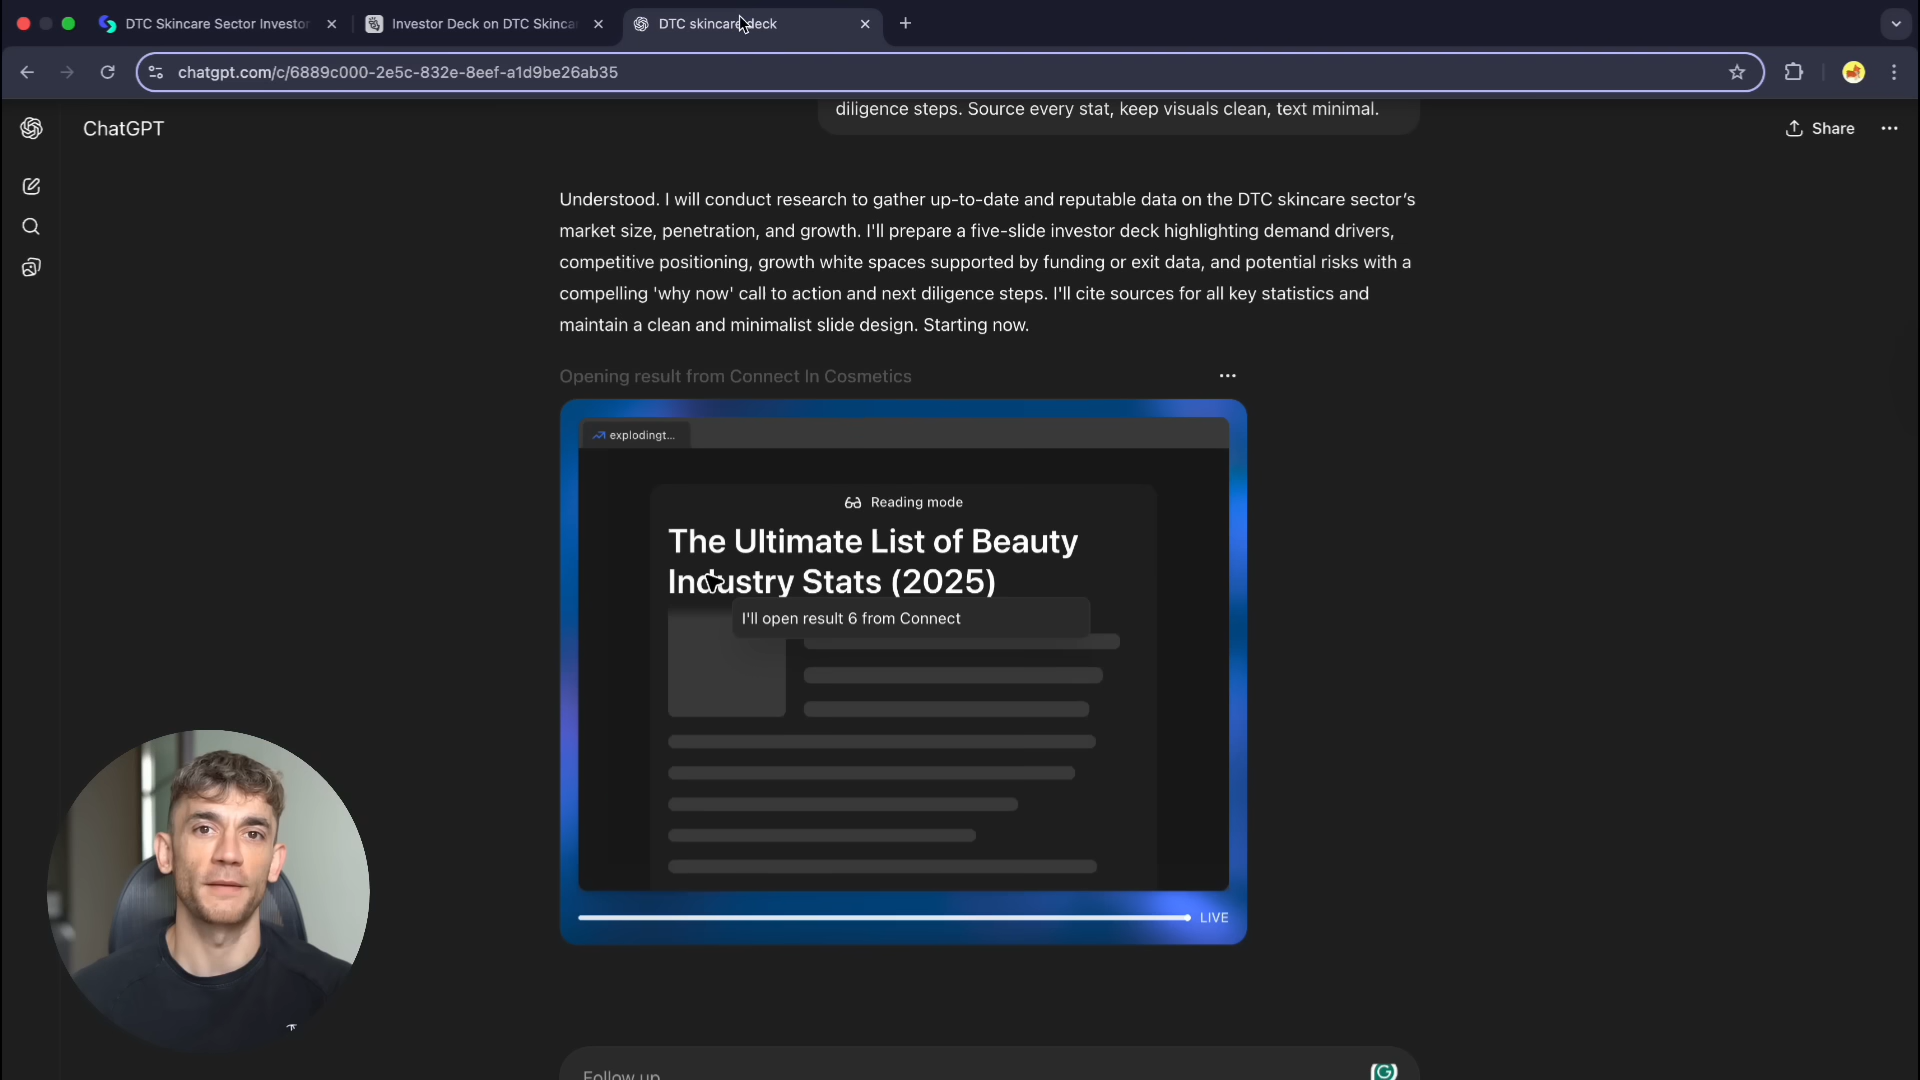 DTC Skincare Sector Investor
Investor Deck on DTC Skinca
DTC skincare deck
chatgpt.com/c/6889c000-2e5c-832e-8eef-a1d9be26ab35
ChatGPT
Share
diligence steps. Source every stat, keep visuals clean, text minimal.
Understood. I will conduct research to gather up-to-date and reputable data on the DTC skincare sector’s
market size, penetration, and growth. I'll prepare a five-slide investor deck highlighting demand drivers,
competitive positioning, growth white spaces supported by funding or exit data, and potential risks with a
compelling 'why now' call to action and next diligence steps. I'll cite sources for all key statistics and
maintain a clean and minimalist slide design. Starting now.
Opening result from Connect In Cosmetics
explodingt...
Reading mode
The Ultimate List of Beauty
Industry Stats (2025)
I'll open result 6 from Connect
LIVE
Follow up